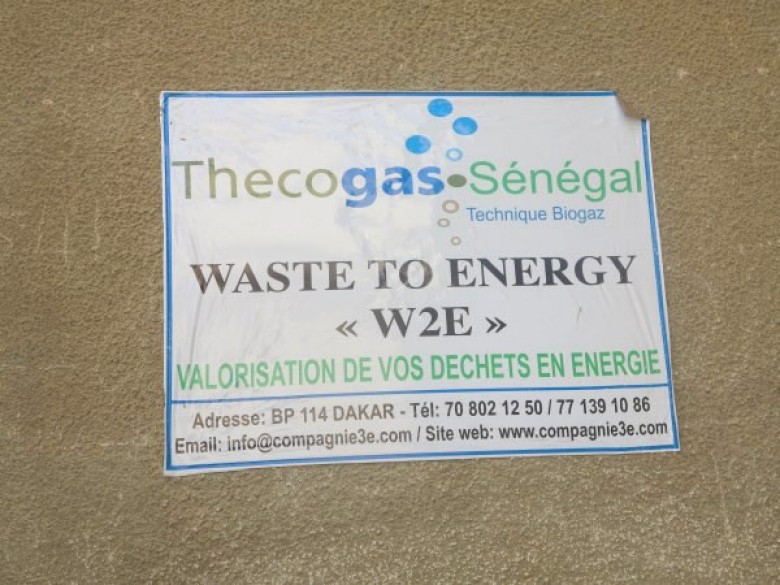 Thecogas Sénégal
Technique Biogaz
WASTE TO ENERGY
« W2E »
VALORISATION DE VOS DECHETS EN ENERGIE
Adresse: BP 114 DAKAR - Tél: 70 802 12 50 / 77 139 10 86
Email: info@compagnie3e.com / Site web: www.compagnie3e.com